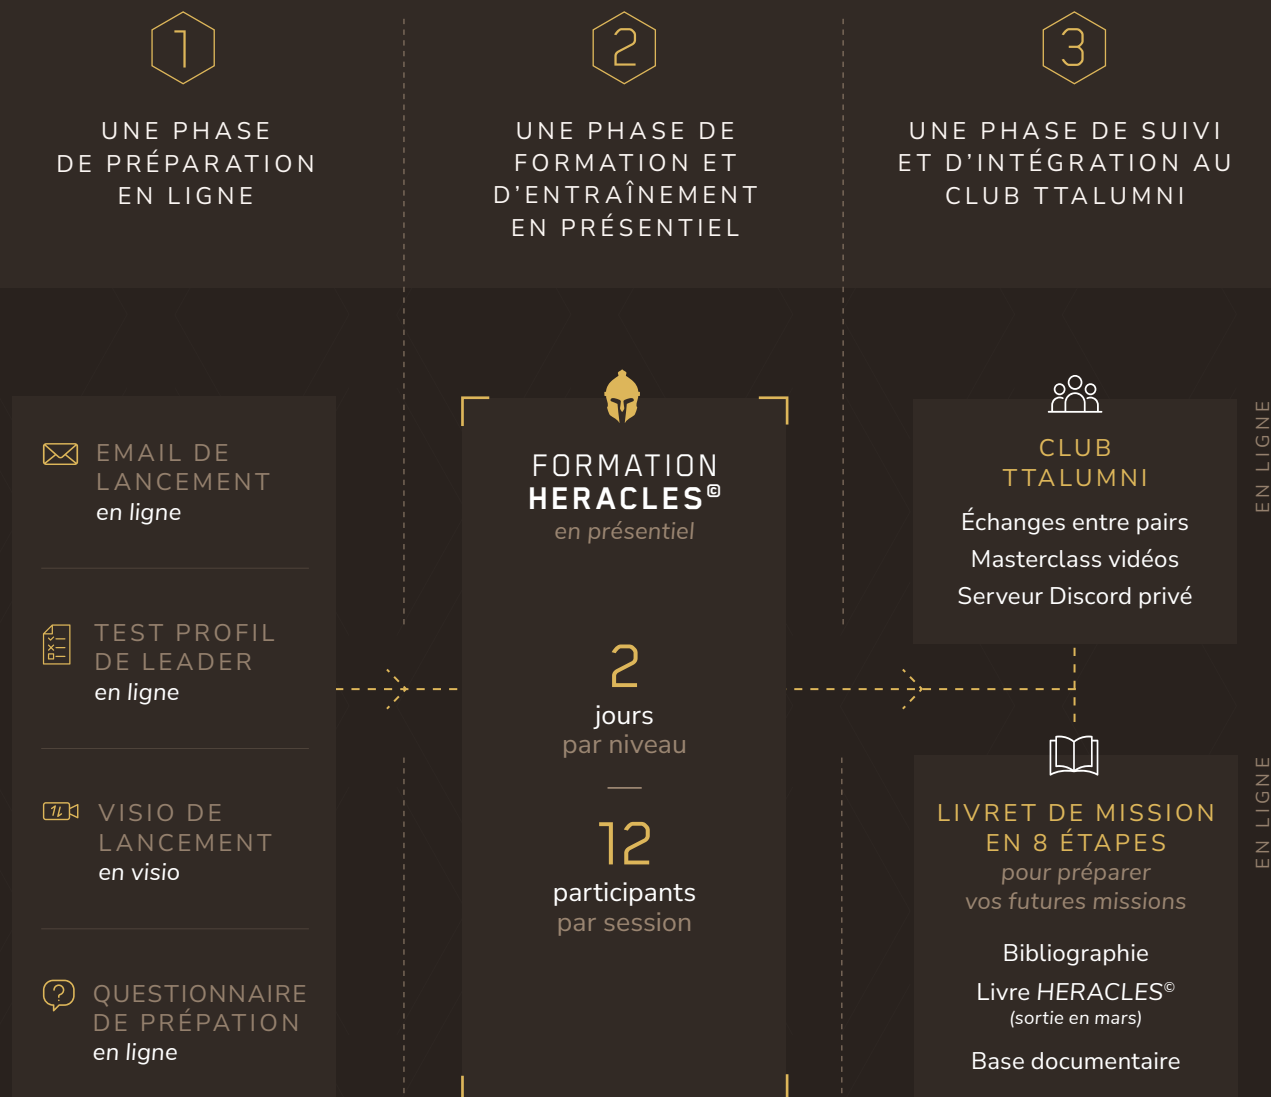 1
UNE PHASE
DE PRÉPARATION
EN LIGNE
2
UNE PHASE DE
FORMATION ET
D’ENTRAÎNEMENT
EN PRÉSENTIEL
3
UNE PHASE DE SUIVI
ET D’INTÉGRATION AU
CLUB TTALUMNI
EMAIL DE
LANCEMENT
en ligne
TEST PROFIL
DE LEADER
en ligne
VISIO DE
LANCEMENT
en visio
QUESTIONNAIRE
DE PRÉPATION
en ligne
FORMATION
HERACLES©
en présentiel
2
jours
par niveau
12
participants
par session
CLUB
TTALUMNI
Échanges entre pairs
Masterclass vidéos
Serveur Discord privé
EN LIGNE
LIVRET DE MISSION
EN 8 ÉTAPES
pour préparer
vos futures missions
Bibliographie
Livre HERACLES©
(sortie en mars)
Base documentaire
EN LIGNE